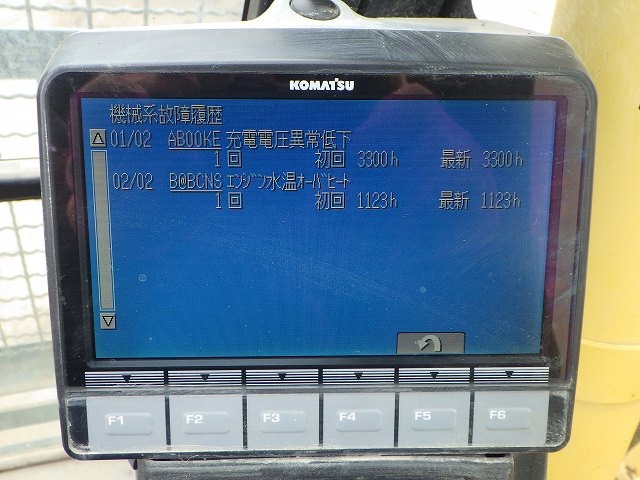 KOMATSU
機械系故障履歴
01/02 AB00KE 充電電圧異常低下
1回 初回 3300h 最新 3300h
02/02 B@BCNS ｴﾝｼﾞﾝ水温ｵｰﾊﾞﾋｰﾄ
1回 初回 1123h 最新 1123h
F1 F2 F3 F4 F5 F6